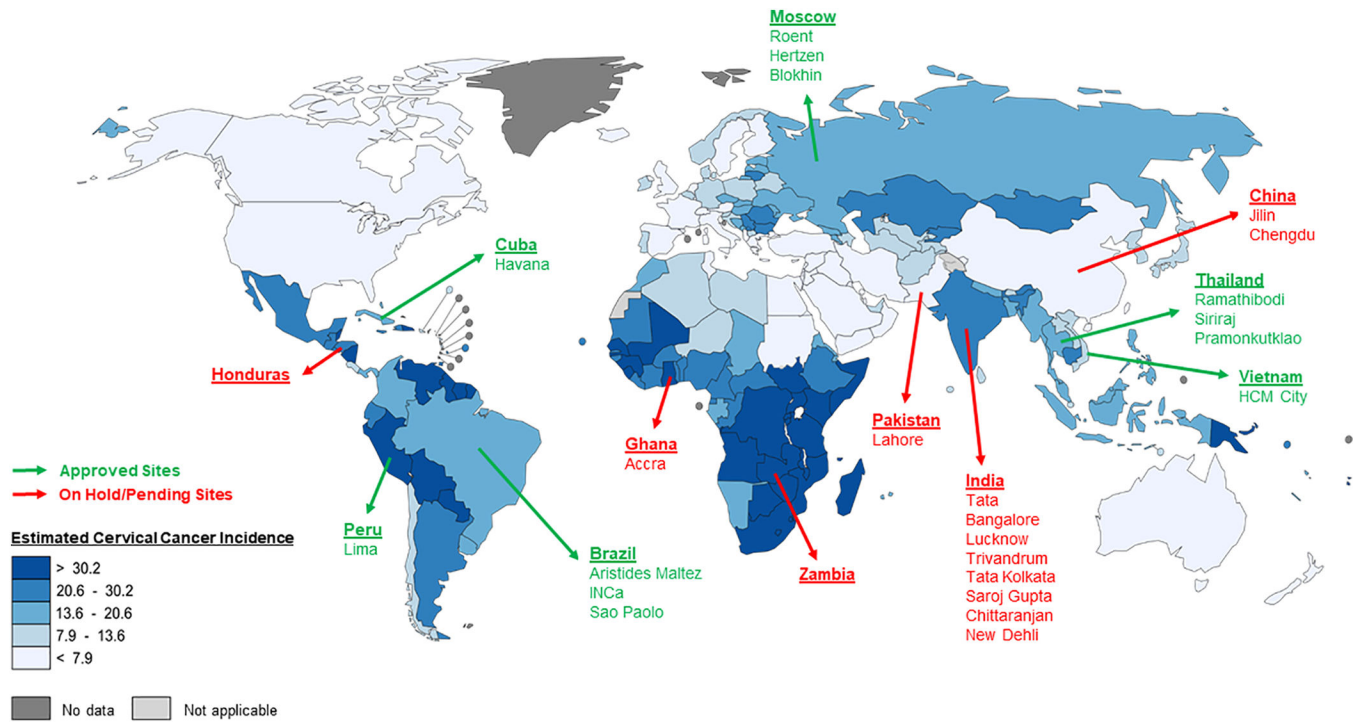 Moscow
Roent
Hertzen
Blokhin
China
Jilin
Chengdu
Cuba
Havana
Thailand
Ramathibodi
Siriraj
Pramonkutklao
Honduras
Vietnam
HCM City
Pakistan
Lahore
Ghana
Accra
Approved Sites
On Hold/Pending Sites
India
Tata
Bangalore
Lucknow
Trivandrum
Tata Kolkata
Saroj Gupta
Chittaranjan
New Dehli
Peru
Lima
Brazil
Aristides Maltez
INCa
Sao Paolo
Zambia
Estimated Cervical Cancer Incidence
> 30.2
20.6 - 30.2
13.6 - 20.6
7.9 - 13.6
< 7.9
No data
Not applicable